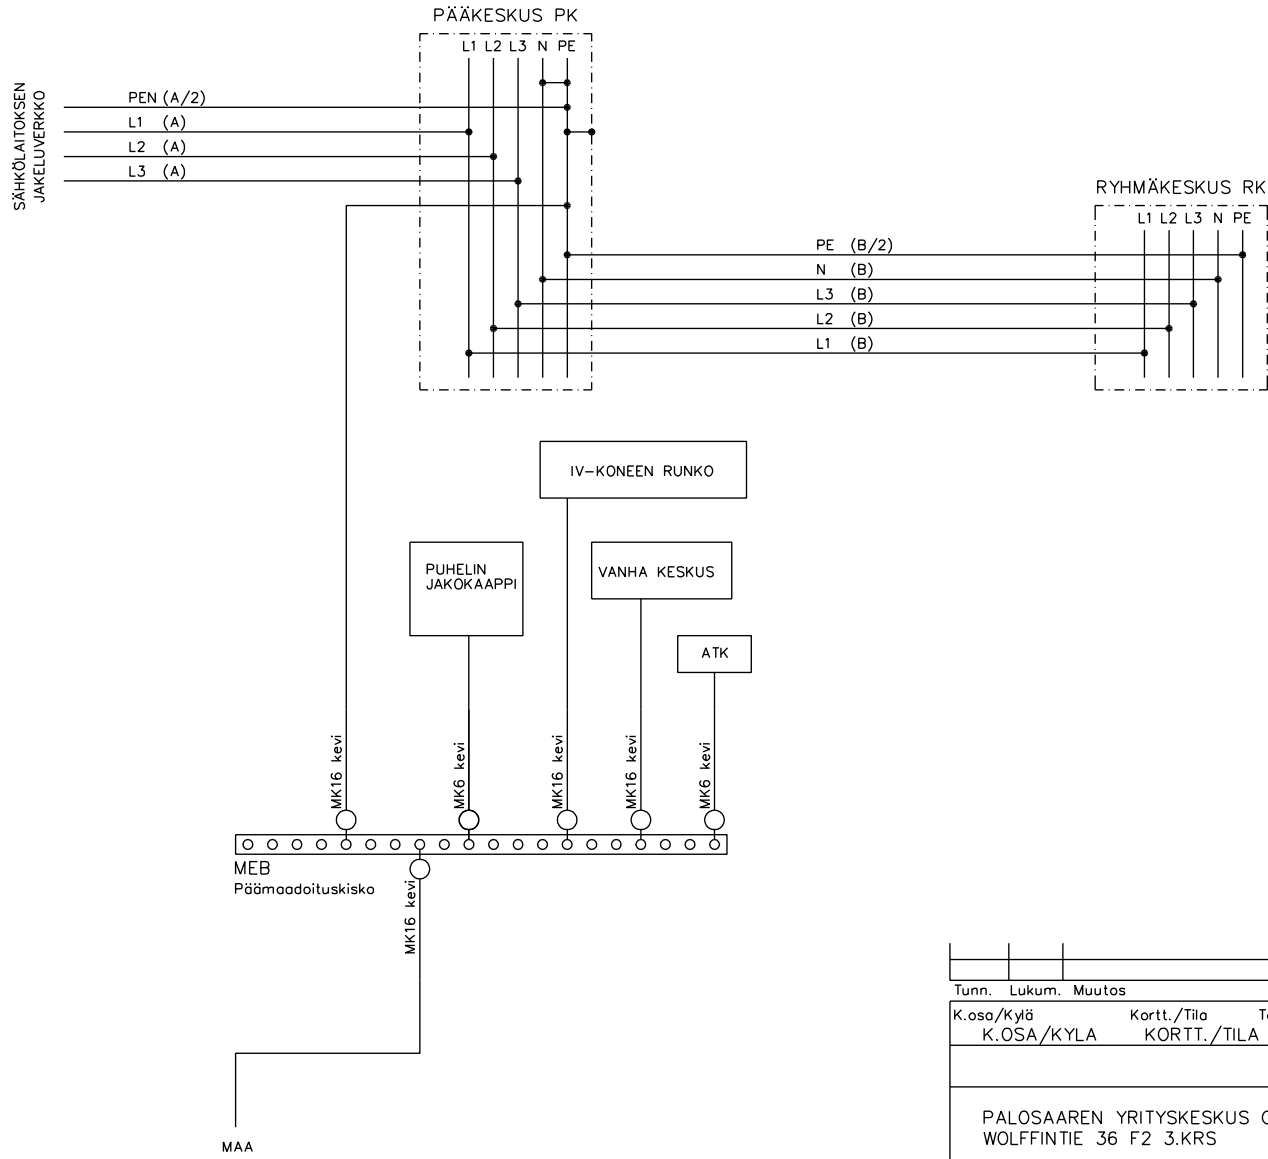 PÄÄKESKUS PK
L1 L2 L3 N PE
SÄHKÖLAITOKSEN
JAKELUVERKKO
PEN (A/2)
L1 (A)
L2 (A)
L3 (A)
RYHMÄKESKUS RK
L1 L2 L3 N PE
PE (B/2)
N (B)
L3 (B)
L2 (B)
L1 (B)
IV-KONEEN RUNKO
PUHELIN
JAKOKAAPPI
VANHA KESKUS
ATK
MK16 kevi
MK6 kevi
MK16 kevi
MK16 kevi
MK6 kevi
MEB
Päämaadoituskisko
MK16 kevi
MAA
Tunn. Lukum. Muutos
K.osa/Kylä Kortt./Tila
K.OSA/KYLA KORTT./TILA
PALOSAAREN YRITYSKESKUS
WOLFFINTIE 36 F2 3.KRS